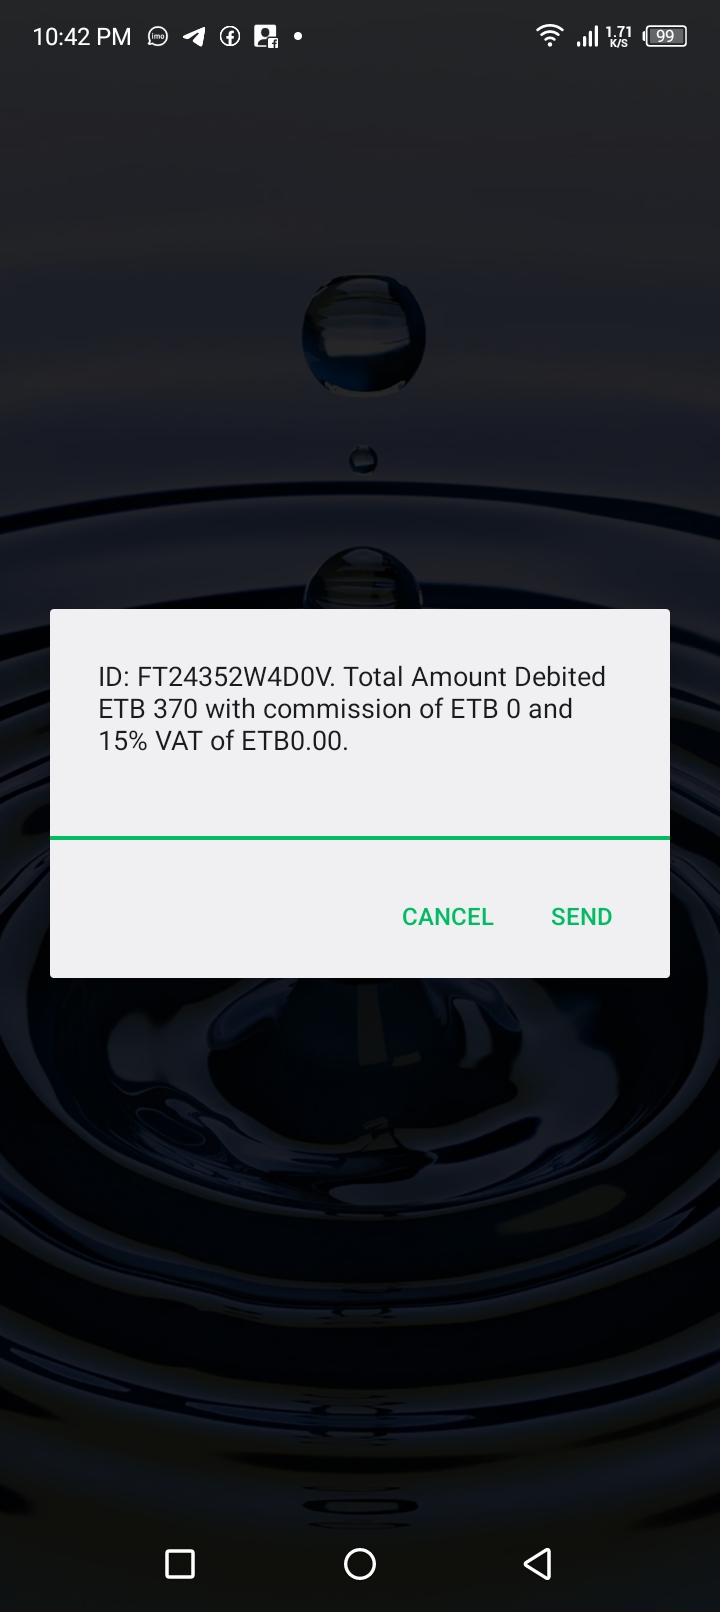 10:42 PM imo 1.71 K/S 99
ID: FT24352W4D0V. Total Amount Debited
ETB 370 with commission of ETB 0 and
15% VAT of ETB0.00.
CANCEL SEND